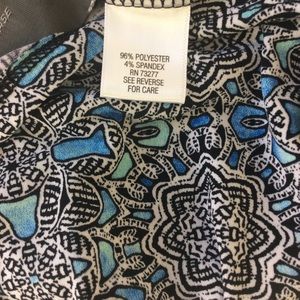 96% POLYESTER
4% SPANDEX
RN 73277
SEE REVERSE
FOR CARE